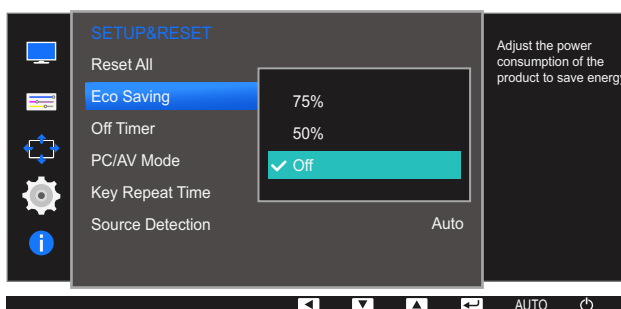 SETUP&RESET
Reset All
Eco Saving
Off Timer
PC/AV Mode
Key Repeat Time
Source Detection
Auto
75%
50%
Off
Adjust the power
consumption of the
product to save energy
AUTO